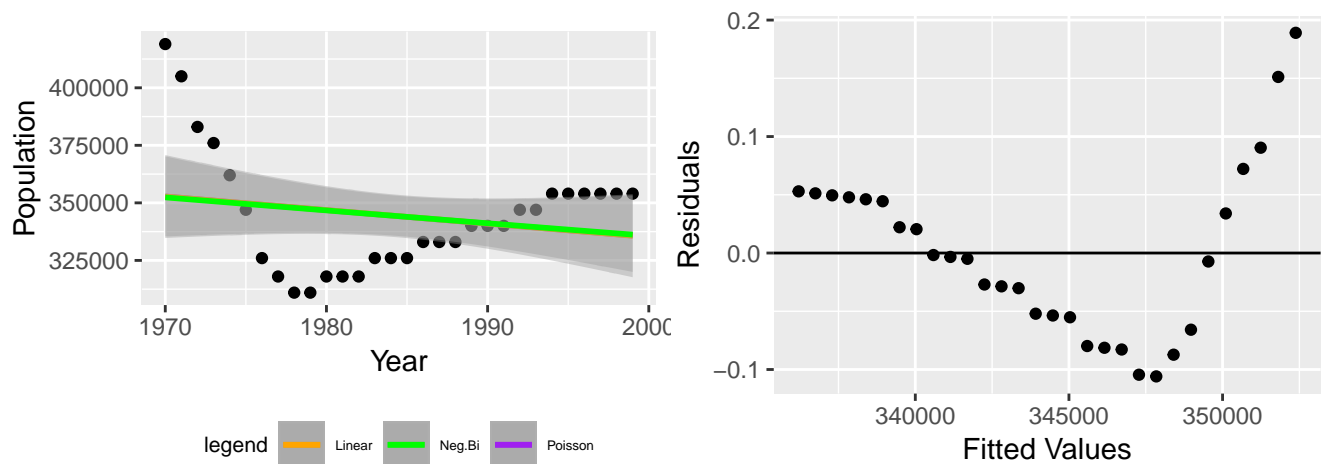 400000
375000
350000
325000
Population
1970
1980
1990
2000
Year
legend
Linear
Neg.Bi
Poisson
0.2
0.1
0.0
−0.1
Residuals
340000
345000
350000
Fitted Values